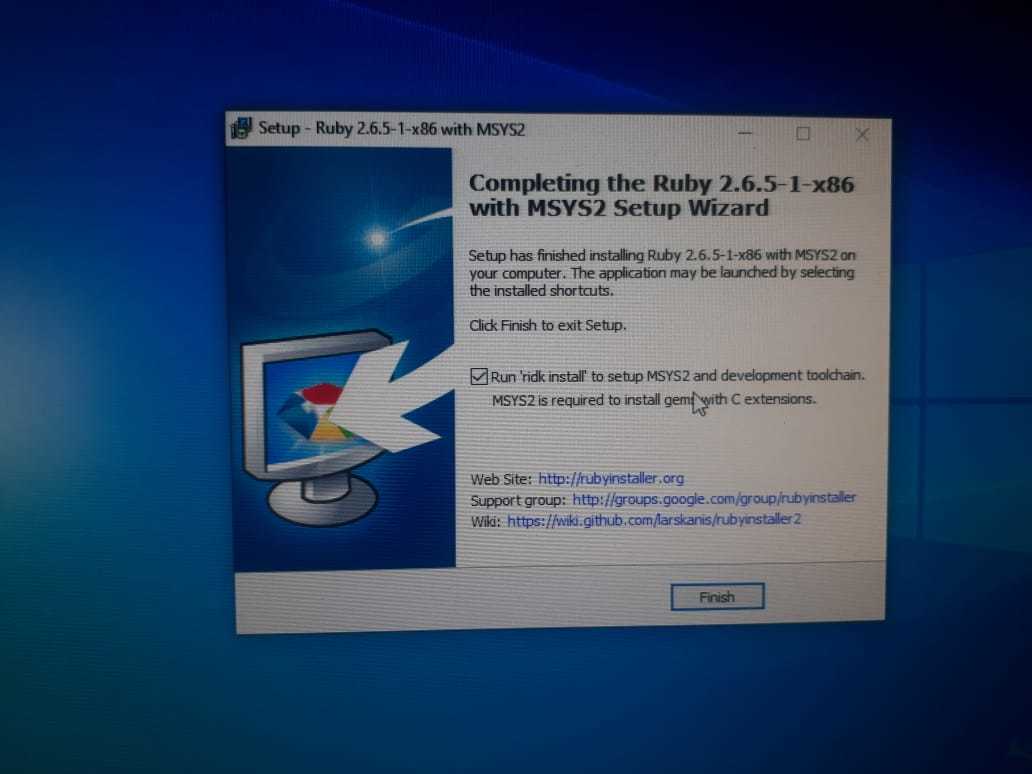 Setup - Ruby 2.6.5-1-x86 with MSYS2
Completing the Ruby 2.6.5-1-x86
with MSYS2 Setup Wizard
Setup has finished installing Ruby 2.6.5-1-x86 with MSYS2 on
your computer. The application may be launched by selecting
the installed shortcuts.
Click Finish to exit Setup.
Run 'ridk install' to setup MSYS2 and development toolchain.
MSYS2 is required to install gems with C extensions.
Web Site: http://rubyinstaller.org
Support group: http://groups.google.com/group/rubyinstaller
Wiki: https://wiki.github.com/larskanis/rubyinstaller2
Finish